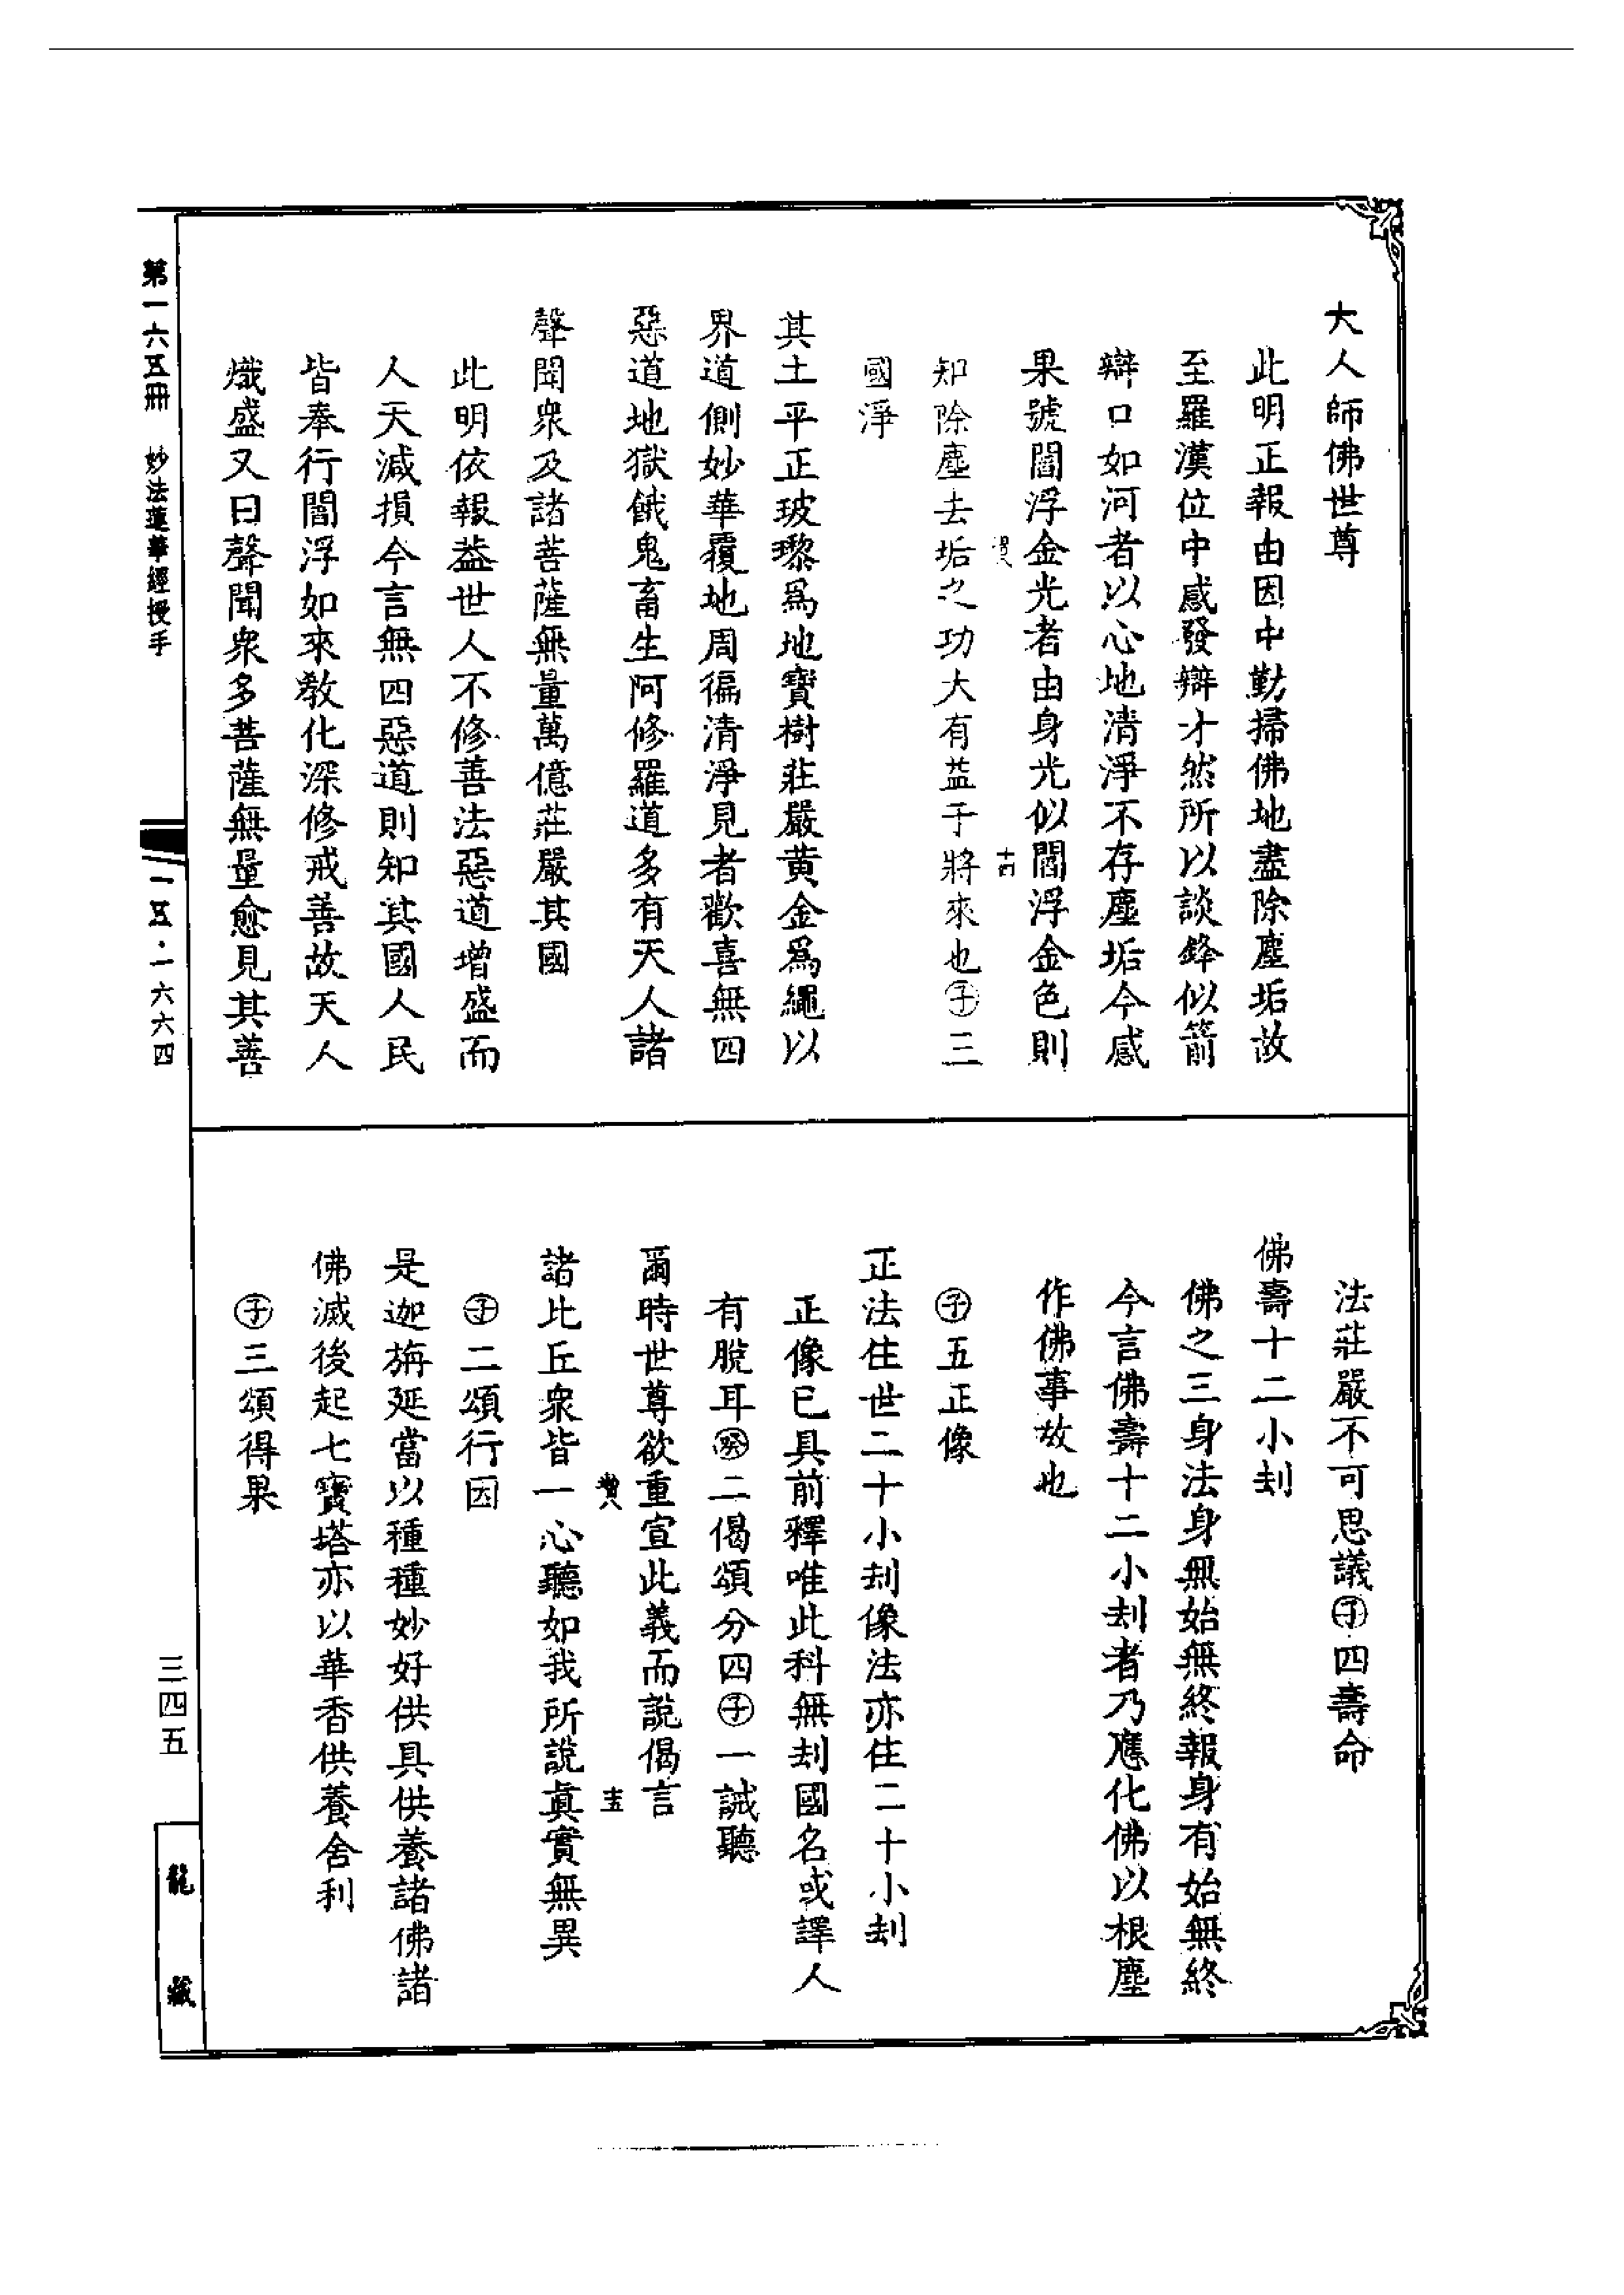 大人師佛世尊
此明正報由因中勤掃佛地盡除塵垢故
至羅漢位中感發辯才然所以談鋒似箭
辯口如河者以心地清淨不存塵垢今感
果號閻浮金光者由身光似閻浮金色則
十四
知除塵去垢之功大有益于將來也㊢三
國淨
其土平正玻瓈爲地寶樹莊嚴黃金爲繩以
界道側妙華覆地周徧清淨見者歡喜無四
惡道地獄餓鬼畜生阿修羅道多有天人諸
聲聞衆及諸菩薩無量萬億莊嚴其國
此明依報益世人不修善法惡道增盛而
人天減損今言無四惡道則知其國人民
皆奉行閻浮如來教化深修戒善故天人
熾盛又曰聲聞衆多菩薩無量愈見其善
法莊嚴不可思議子四壽命
佛壽十二小刦
佛之三身法身無始無終報身有始無終
今言佛壽十二小刦者乃應化佛以根塵
作佛事故也
子五正像
正法住世二十小刦像法亦住二十小刦
正像已具前釋唯此科無刦國名或譯人
有脫耳癸二偈頌分四子一誡聽
爾時世尊欲重宣此義而說偈言
十五
諸比丘衆皆一心聽如我所說眞實無異
子二頌行因
是迦旃延當以種種妙好供具供養諸佛諸
佛滅後起七寶塔亦以華香供養舍利
子三頌得果
第一六五冊 妙法蓮華經授手
一五·一六六四
三四五
龍藏